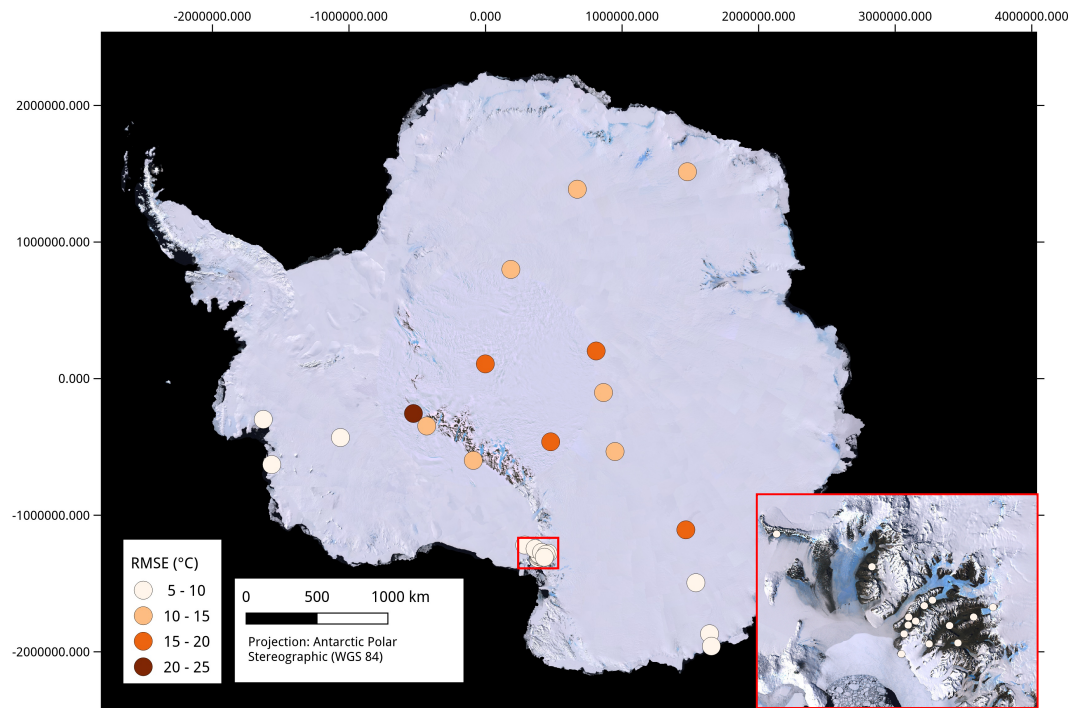 -2000000.000 -1000000.000 0.000 1000000.000 2000000.000 3000000.000 4000000.000
2000000.000
1000000.000
0.000
-1000000.000
-2000000.000
RMSE (°C)
5 - 10
10 - 15
15 - 20
20 - 25
0 500 1000 km
Projection: Antarctic Polar
Stereographic (WGS 84)